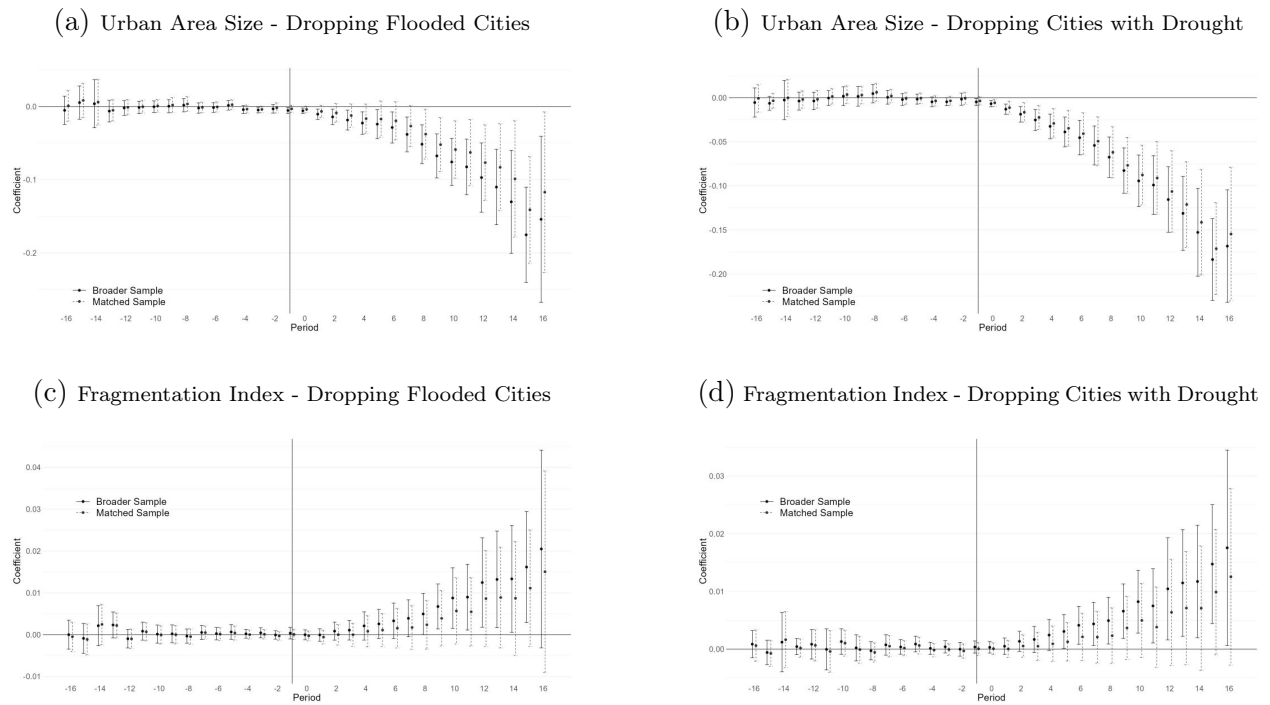 (a) Urban Area Size - Dropping Flooded Cities
0.0
-0.1
-0.2
Coefficient
Broader Sample
Matched Sample
-16 -14 -12 -10 -8 -6 -4 -2 0 2 4 6 8 10 12 14 16
Period
(b) Urban Area Size - Dropping Cities with Drought
0.00
-0.05
-0.10
-0.15
-0.20
Coefficient
Broader Sample
Matched Sample
-16 -14 -12 -10 -8 -6 -4 -2 0 2 4 6 8 10 12 14 16
Period
(c) Fragmentation Index - Dropping Flooded Cities
0.04
0.03
0.02
0.01
0.00
-0.01
Coefficient
Broader Sample
Matched Sample
-16 -14 -12 -10 -8 -6 -4 -2 0 2 4 6 8 10 12 14 16
Period
(d) Fragmentation Index - Dropping Cities with Drought
0.03
0.02
0.01
0.00
Coefficient
Broader Sample
Matched Sample
-16 -14 -12 -10 -8 -6 -4 -2 0 2 4 6 8 10 12 14 16
Period